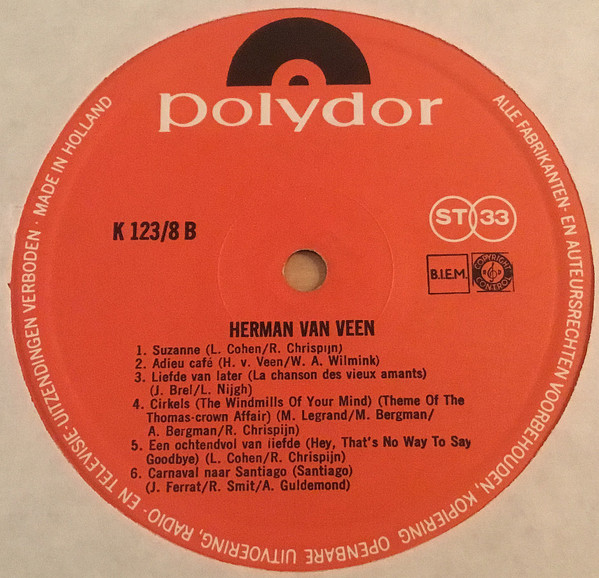 polydor
ST 33
K 123/8 B
B.I.E.M.
COPYRIGHT
CONTROL
HERMAN VAN VEEN
1. Suzanne (L. Cohen/R. Chrispijn)
2. Adieu café (H. v. Veen/W. A. Wilmink)
3. Liefde van later (La chanson des vieux amants)
(J. Brel/L. Nijgh)
4. Cirkels (The Windmills Of Your Mind) (Theme Of The
Thomas-crown Affair) (M. Legrand/M. Bergman/
A. Bergman/R. Chrispijn)
5. Een ochtendvol van liefde (Hey, That's No Way To Say
Goodbye) (L. Cohen/R. Chrispijn)
6. Carnaval naar Santiago (Santiago)
(J. Ferrat/R. Smit/A. Guldemond)
ALLE FABRIKANTEN- EN AUTEURSRECHTEN VOORBEHOUDEN, KOPIERING OPENBARE UITVOERING, RADIO- EN TELEVISIE-UITZENDINGEN VERBODEN · MADE IN HOLLAND